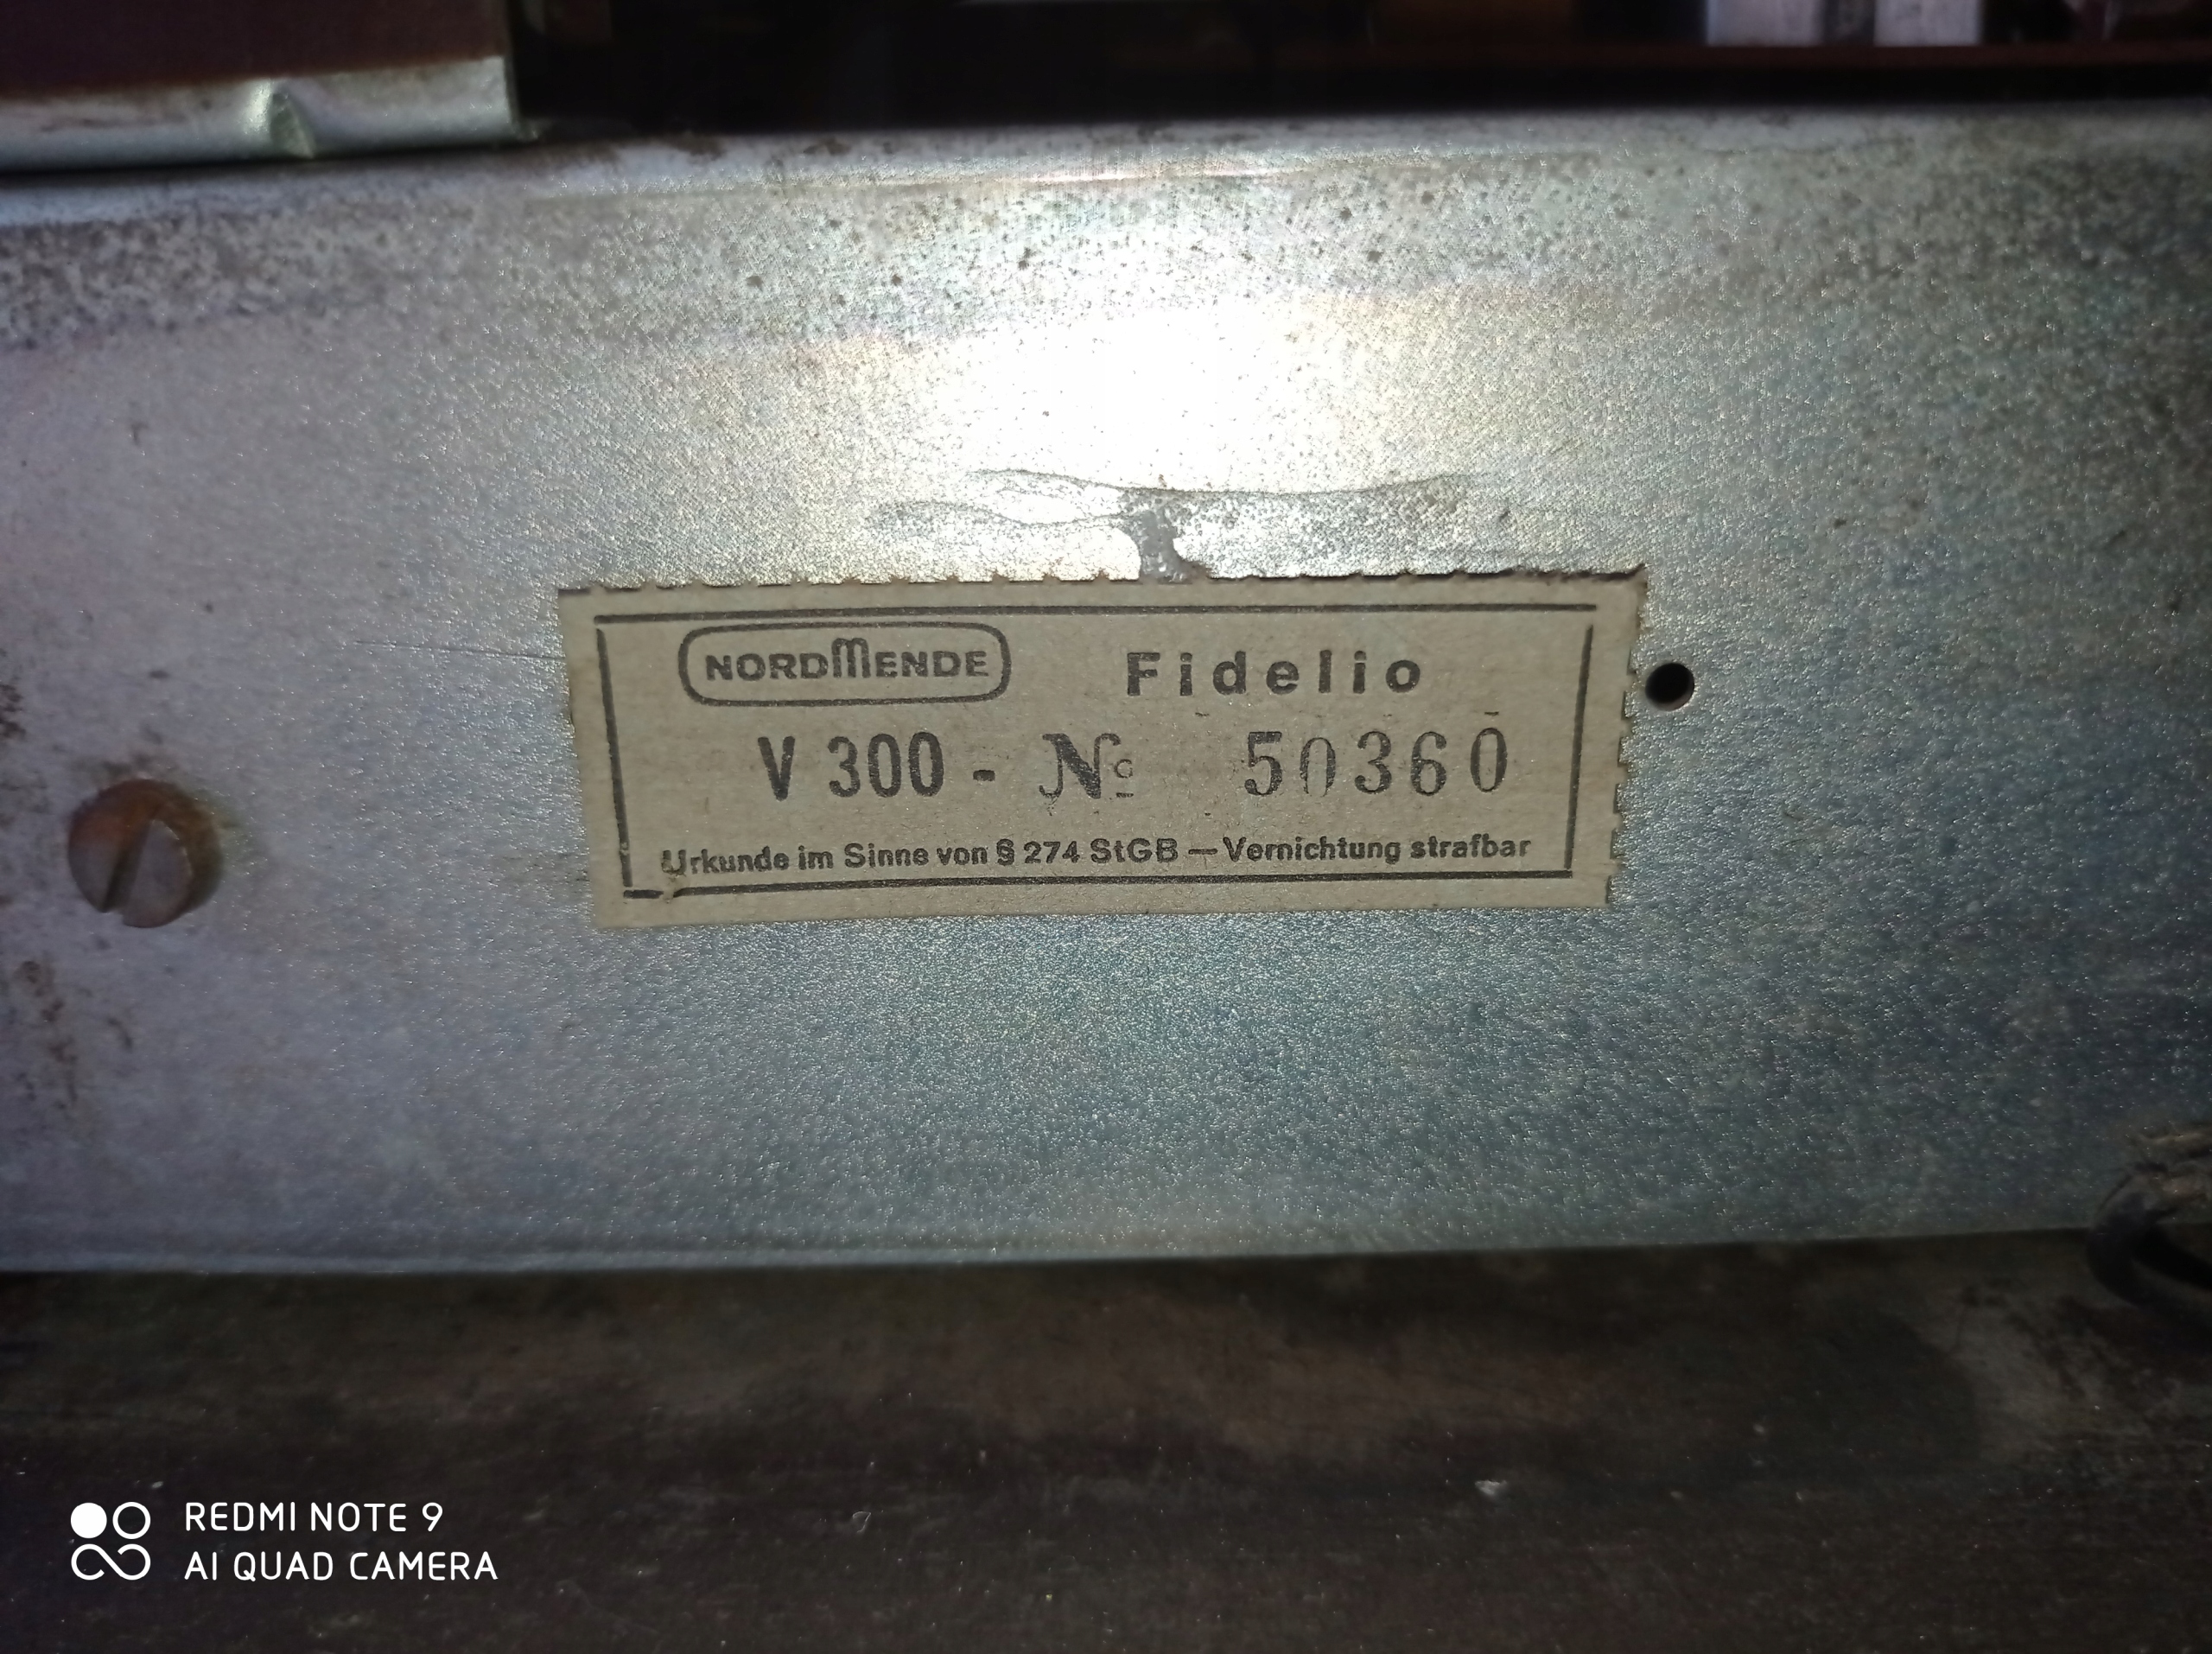 NORDMENDE Fidelio
V 300 - № 50360
Urkunde im Sinne von § 274 StGB — Vernichtung strafbar
REDMI NOTE 9
AI QUAD CAMERA